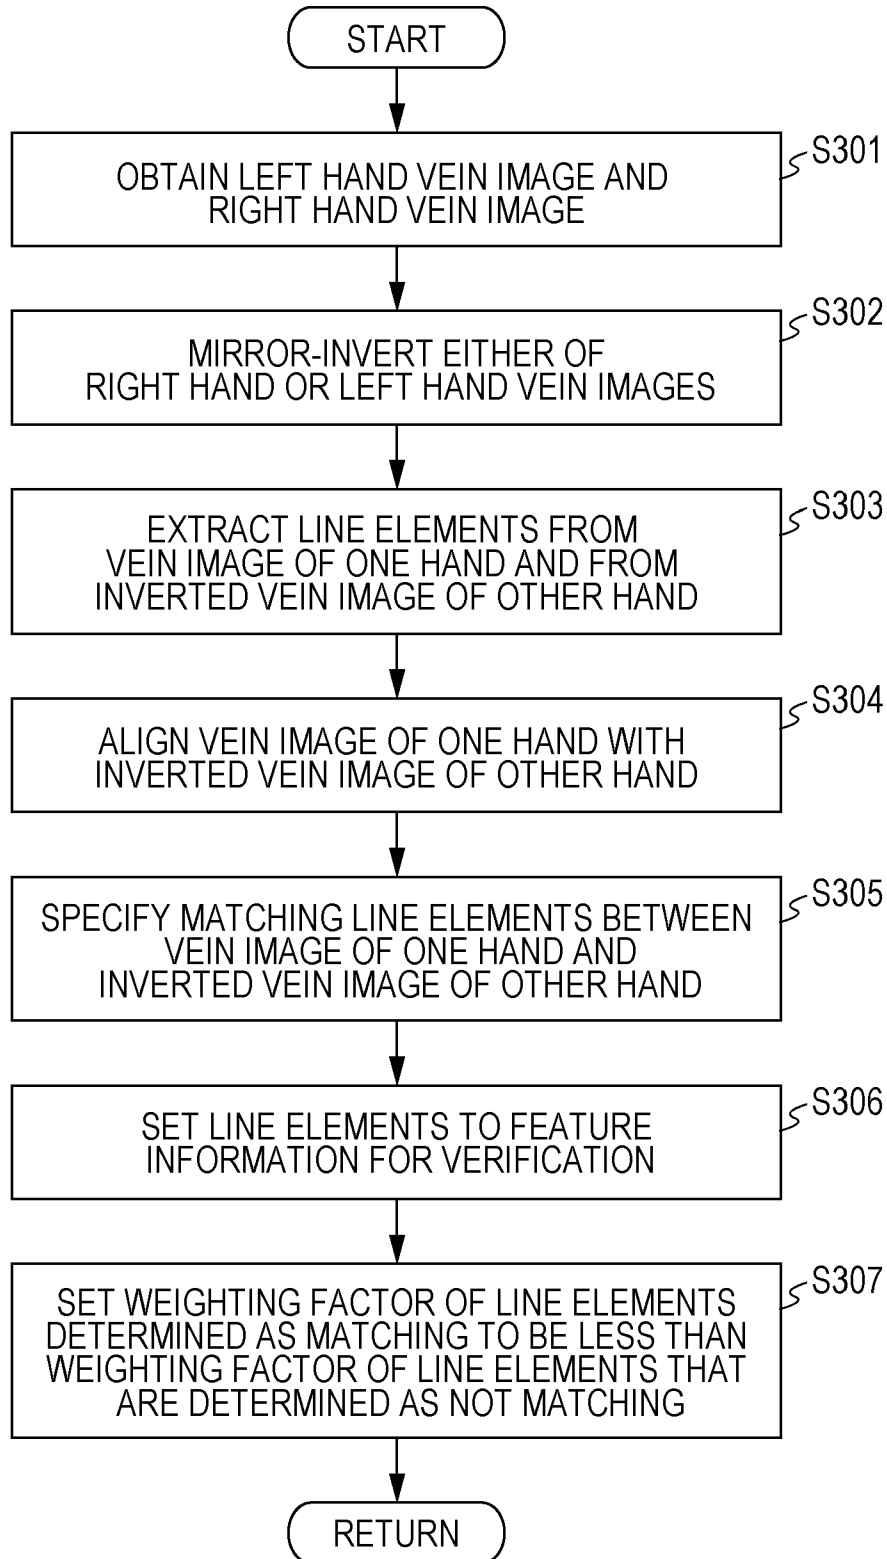 START
S301
OBTAIN LEFT HAND VEIN IMAGE AND
RIGHT HAND VEIN IMAGE
S302
MIRROR-INVERT EITHER OF
RIGHT HAND OR LEFT HAND VEIN IMAGES
S303
EXTRACT LINE ELEMENTS FROM
VEIN IMAGE OF ONE HAND AND FROM
INVERTED VEIN IMAGE OF OTHER HAND
S304
ALIGN VEIN IMAGE OF ONE HAND WITH
INVERTED VEIN IMAGE OF OTHER HAND
S305
SPECIFY MATCHING LINE ELEMENTS BETWEEN
VEIN IMAGE OF ONE HAND AND
INVERTED VEIN IMAGE OF OTHER HAND
S306
SET LINE ELEMENTS TO FEATURE
INFORMATION FOR VERIFICATION
S307
SET WEIGHTING FACTOR OF LINE ELEMENTS
DETERMINED AS MATCHING TO BE LESS THAN
WEIGHTING FACTOR OF LINE ELEMENTS THAT
ARE DETERMINED AS NOT MATCHING
RETURN